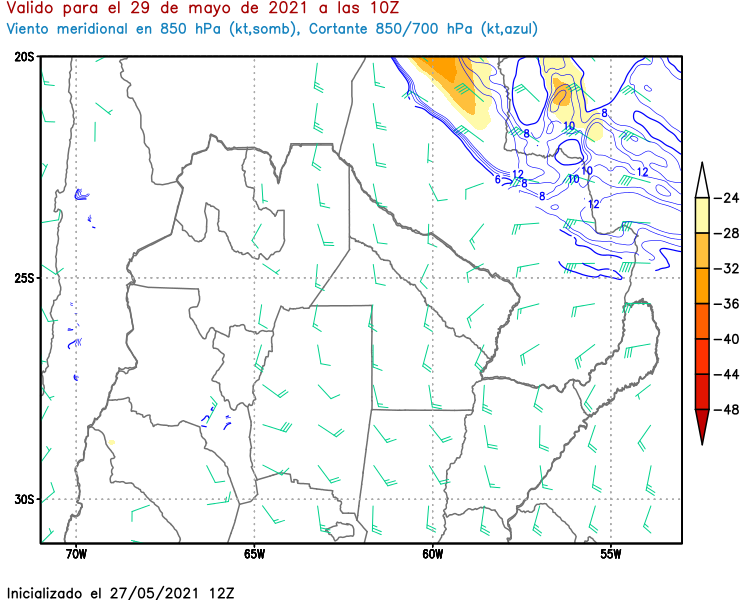 Valido para el 29 de mayo de 2021 a las 10Z
Viento meridional en 850 hPa (kt,somb), Cortante 850/700 hPa (kt,azul)
20S
25S
30S
70W 65W 60W 55W
8
8
10
10
10
12
6
12
8
8
12
-24
-28
-32
-36
-40
-44
-48
Inicializado el 27/05/2021 12Z